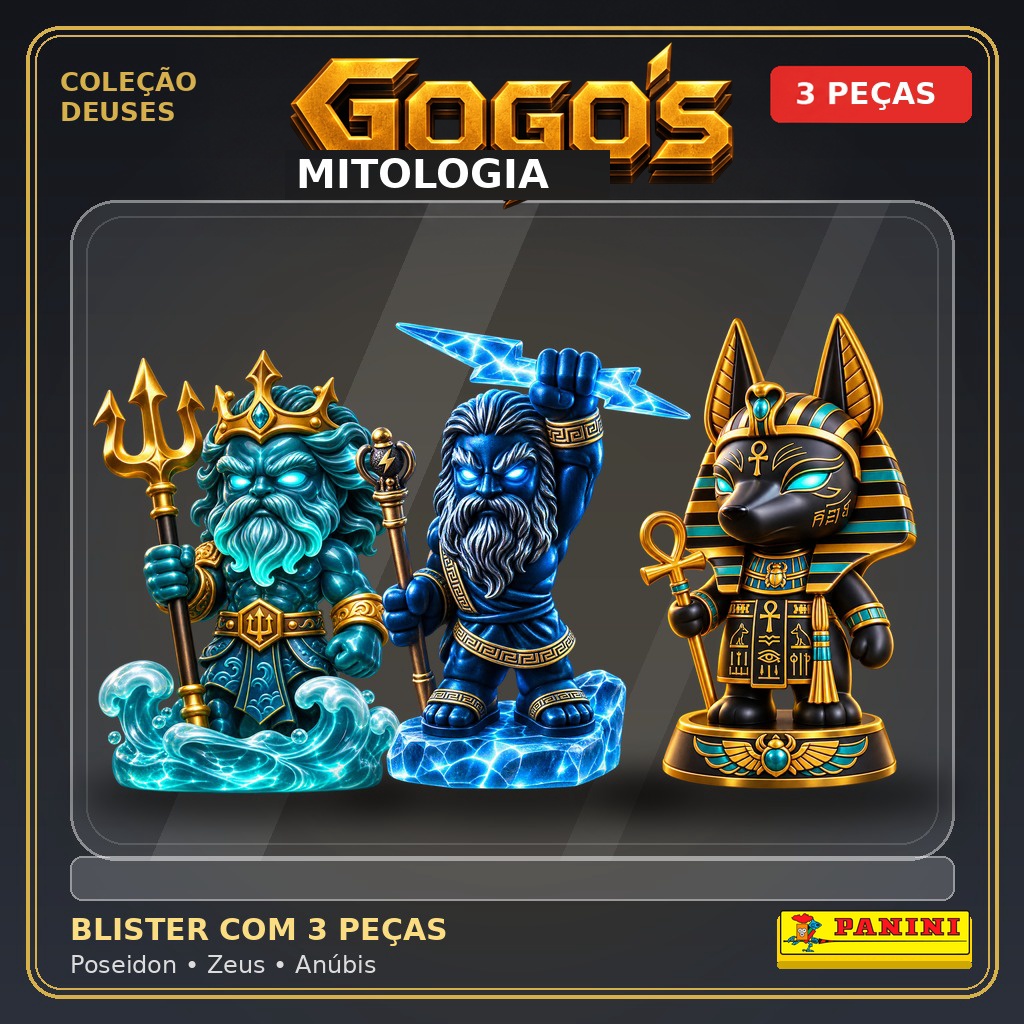 COLEÇÃO
DEUSES
GOGO'S
MITOLOGIA
3 PEÇAS
BLISTER COM 3 PEÇAS
Poseidon • Zeus • Anúbis
PANINI